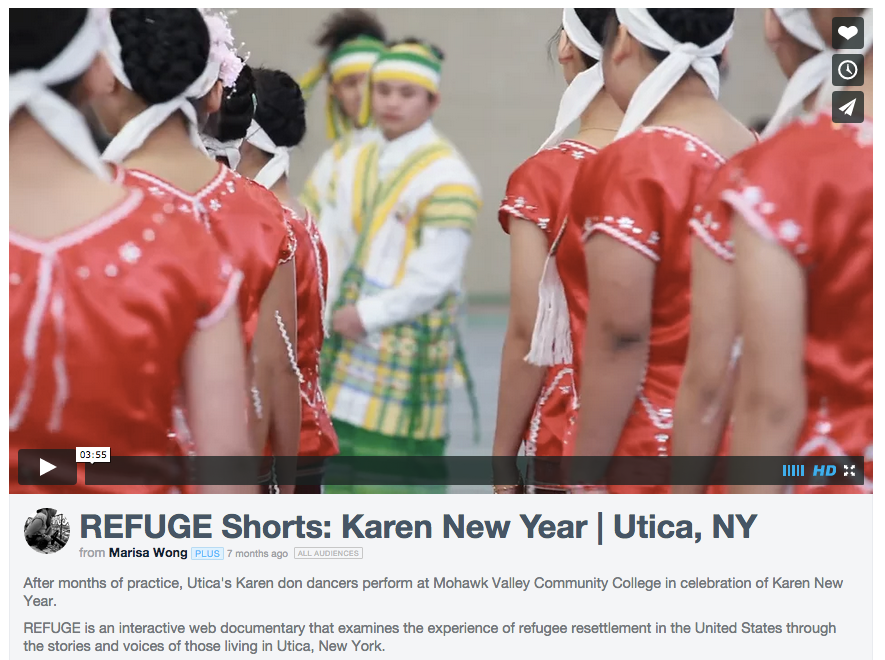 03:55
HD
REFUGE Shorts: Karen New Year | Utica, NY
from Marisa Wong PLUS 7 months ago ALL AUDIENCES
After months of practice, Utica's Karen don dancers perform at Mohawk Valley Community College in celebration of Karen New
Year.
REFUGE is an interactive web documentary that examines the experience of refugee resettlement in the United States through
the stories and voices of those living in Utica, New York.